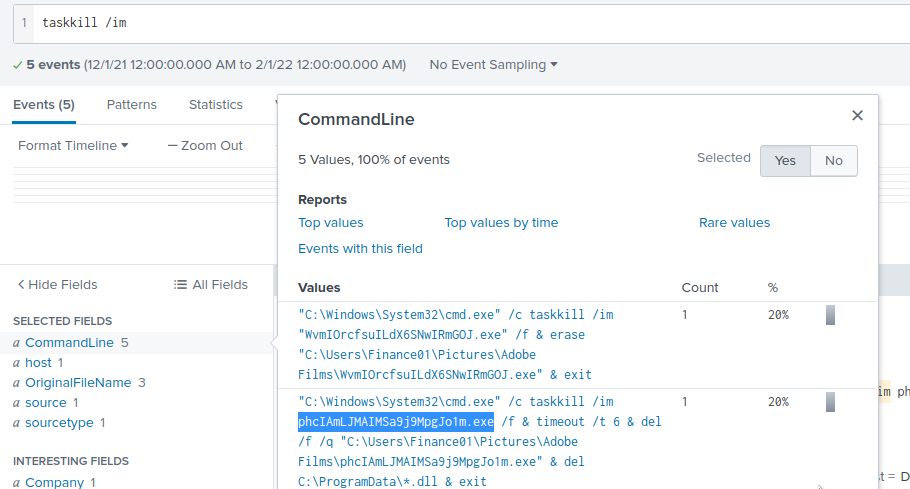 1 taskkill /im
5 events (12/1/21 12:00:00.000 AM to 2/1/22 12:00:00.000 AM) No Event Sampling
Events (5) Patterns Statistics
Format Timeline — Zoom Out
CommandLine
5 Values, 100% of events
Selected Yes No
Reports
Top values Top values by time Rare values
Events with this field
Values Count %
"C:\Windows\System32\cmd.exe" /c taskkill /im 1 20%
"WvmIOrcfsuILdX6SNwIRmGOJ.exe" /f & erase
"C:\Users\Finance01\Pictures\Adobe
Films\WvmIOrcfsuILdX6SNwIRmGOJ.exe" & exit
"C:\Windows\System32\cmd.exe" /c taskkill /im 1 20%
phcIAmLJMAIMSa9j9MpgJo1m.exe /f & timeout /t 6 & del
/f /q "C:\Users\Finance01\Pictures\Adobe
Films\phcIAmLJMAIMSa9j9MpgJo1m.exe" & del
C:\ProgramData\*.dll & exit
Hide Fields All Fields
SELECTED FIELDS
a CommandLine 5
a host 1
a OriginalFileName 3
a source 1
a sourcetype 1
INTERESTING FIELDS
a Company 1
im ph
t = D